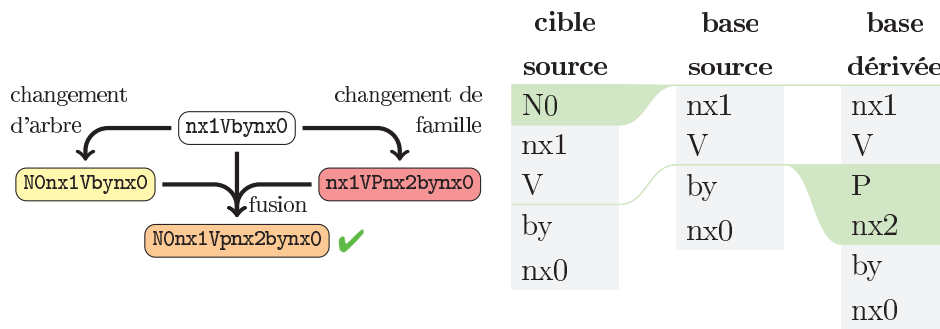 changement
d'arbre
nx1Vbynx0
changement de
famille
N0nx1Vbynx0
nx1VPnx2bynx0
fusion
N0nx1Vpnx2bynx0
cible
source
base
source
base
dérivée
N0
nx1
V
by
nx0
nx1
V
by
nx0
nx1
V
P
nx2
by
nx0